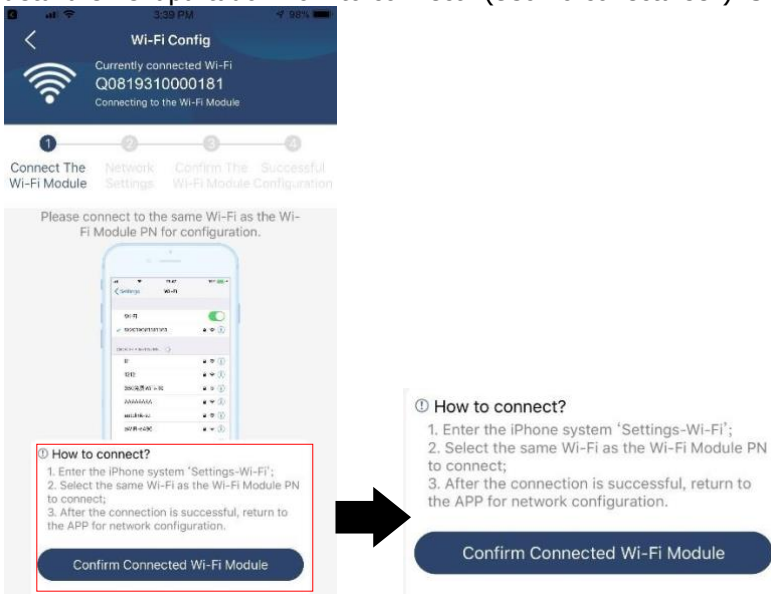 3:39 PM
98%
Wi-Fi Config
Currently connected Wi-Fi
Q0819310000181
Connecting to the Wi-Fi Module
1 2 3 4
Connect The Network Confirm The Successful
Wi-Fi Module Settings Wi-Fi Module Configuration
Please connect to the same Wi-Fi as the Wi-
Fi Module PN for configuration.
Settings Wi-Fi
Wi-Fi
How to connect?
1. Enter the iPhone system 'Settings-Wi-Fi';
2. Select the same Wi-Fi as the Wi-Fi Module PN
to connect;
3. After the connection is successful, return to
the APP for network configuration.
Confirm Connected Wi-Fi Module
How to connect?
1. Enter the iPhone system 'Settings-Wi-Fi';
2. Select the same Wi-Fi as the Wi-Fi Module PN
to connect;
3. After the connection is successful, return to
the APP for network configuration.
Confirm Connected Wi-Fi Module